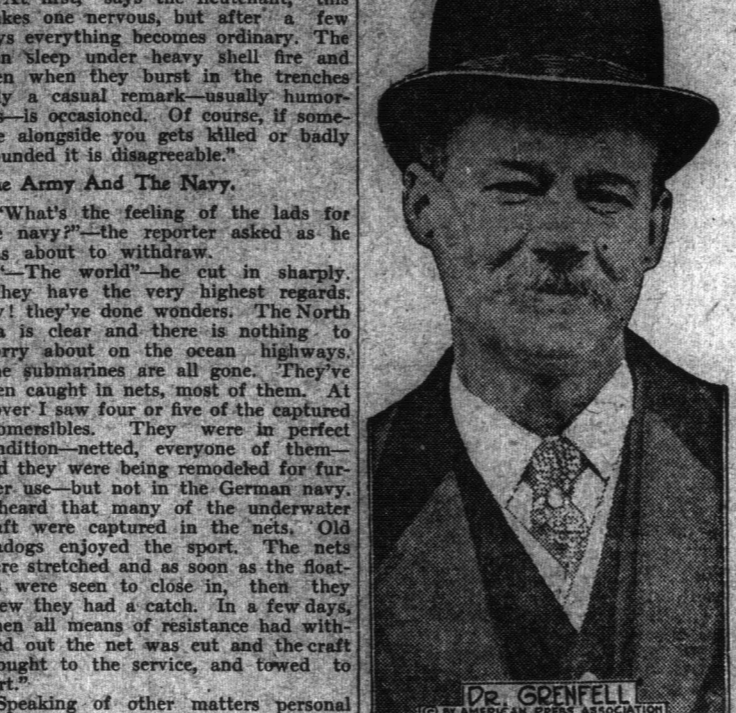 says the lieutenant, this
akes one nervous, but after a few
ys everything becomes ordinary. The
n sleep under heavy shell fire and
en when they burst in the trenches
ly a casual remark—usually humor-
s—is occasioned. Of course, if some-
e alongside you gets killed or badly
unded it is disagreeable."
e Army And The Navy.
"What's the feeling of the lads for
e navy?"—the reporter asked as he
s about to withdraw.
"—The world"—he cut in sharply.
hey have the very highest regards.
y! they've done wonders. The North
a is clear and there is nothing to
rry about on the ocean highways.
he submarines are all gone. They've
en caught in nets, most of them. At
over I saw four or five of the captured
bmersibles. They were in perfect
ndition—netted, everyone of them—
d they were being remodeled for fur-
er use—but not in the German navy.
heard that many of the underwater
aft were captured in the nets. Old
adogs enjoyed the sport. The nets
re stretched and as soon as the float-
s were seen to close in, then they
ew they had a catch. In a few days,
hen all means of resistance had with-
ed out the net was cut and the craft
ought to the service, and towed to
rt."
Speaking of other matters personal
DR. GRENFELL
© BY AMERICAN PRESS ASSOCIATION